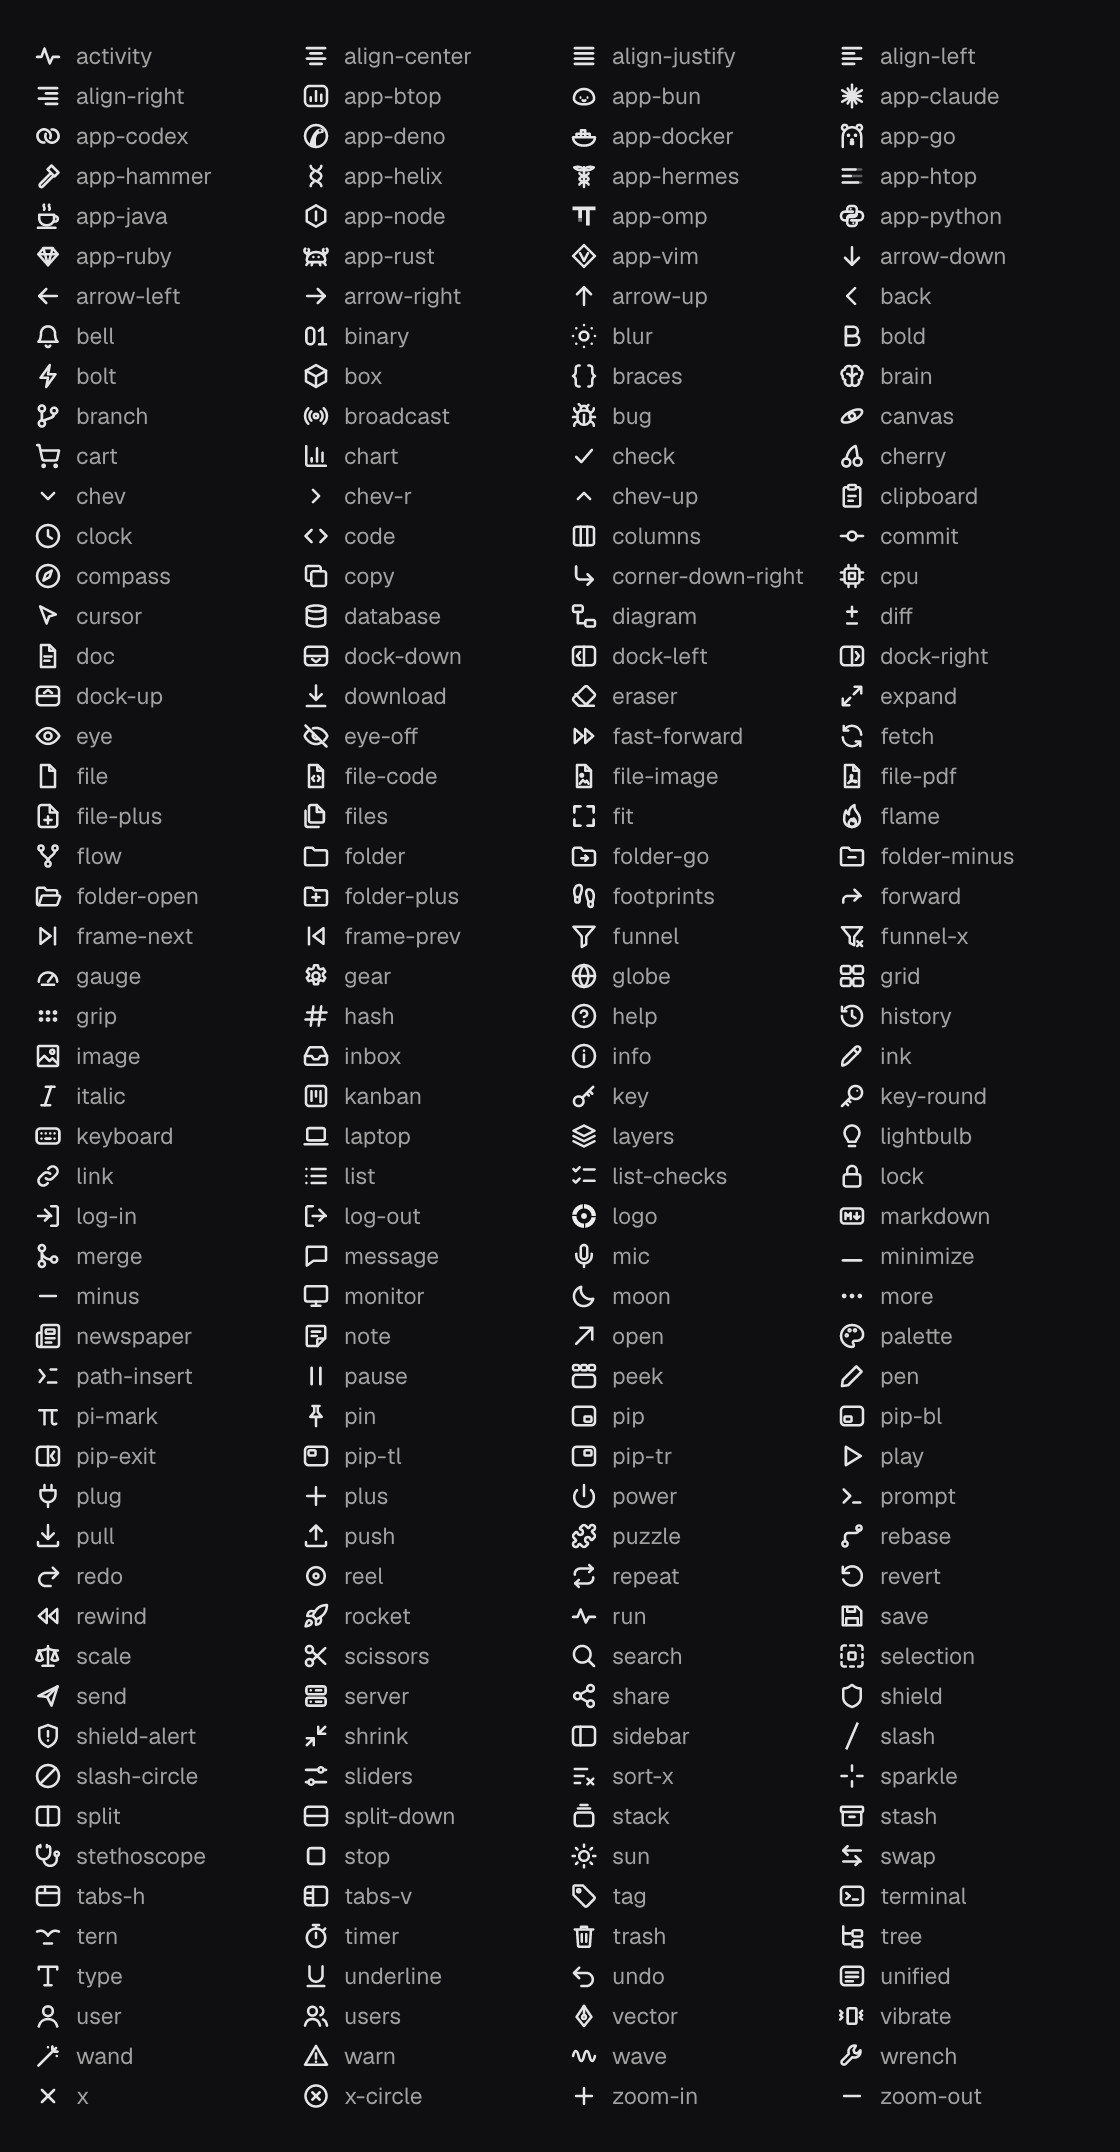 activity align-center align-justify align-left
align-right app-btop app-bun app-claude
app-codex app-deno app-docker app-go
app-hammer app-helix app-hermes app-htop
app-java app-node app-omp app-python
app-ruby app-rust app-vim arrow-down
arrow-left arrow-right arrow-up back
bell binary blur bold
bolt box braces brain
branch broadcast bug canvas
cart chart check cherry
chev chev-r chev-up clipboard
clock code columns commit
compass copy corner-down-right cpu
cursor database diagram diff
doc dock-down dock-left dock-right
dock-up download eraser expand
eye eye-off fast-forward fetch
file file-code file-image file-pdf
file-plus files fit flame
flow folder folder-go folder-minus
folder-open folder-plus footprints forward
frame-next frame-prev funnel funnel-x
gauge gear globe grid
grip hash help history
image inbox info ink
italic kanban key key-round
keyboard laptop layers lightbulb
link list list-checks lock
log-in log-out logo markdown
merge message mic minimize
minus monitor moon more
newspaper note open palette
path-insert pause peek pen
pi-mark pin pip pip-bl
pip-exit pip-tl pip-tr play
plug plus power prompt
pull push puzzle rebase
redo reel repeat revert
rewind rocket run save
scale scissors search selection
send server share shield
shield-alert shrink sidebar slash
slash-circle sliders sort-x sparkle
split split-down stack stash
stethoscope stop sun swap
tabs-h tabs-v tag terminal
tern timer trash tree
type underline undo unified
user users vector vibrate
wand warn wave wrench
x x-circle zoom-in zoom-out